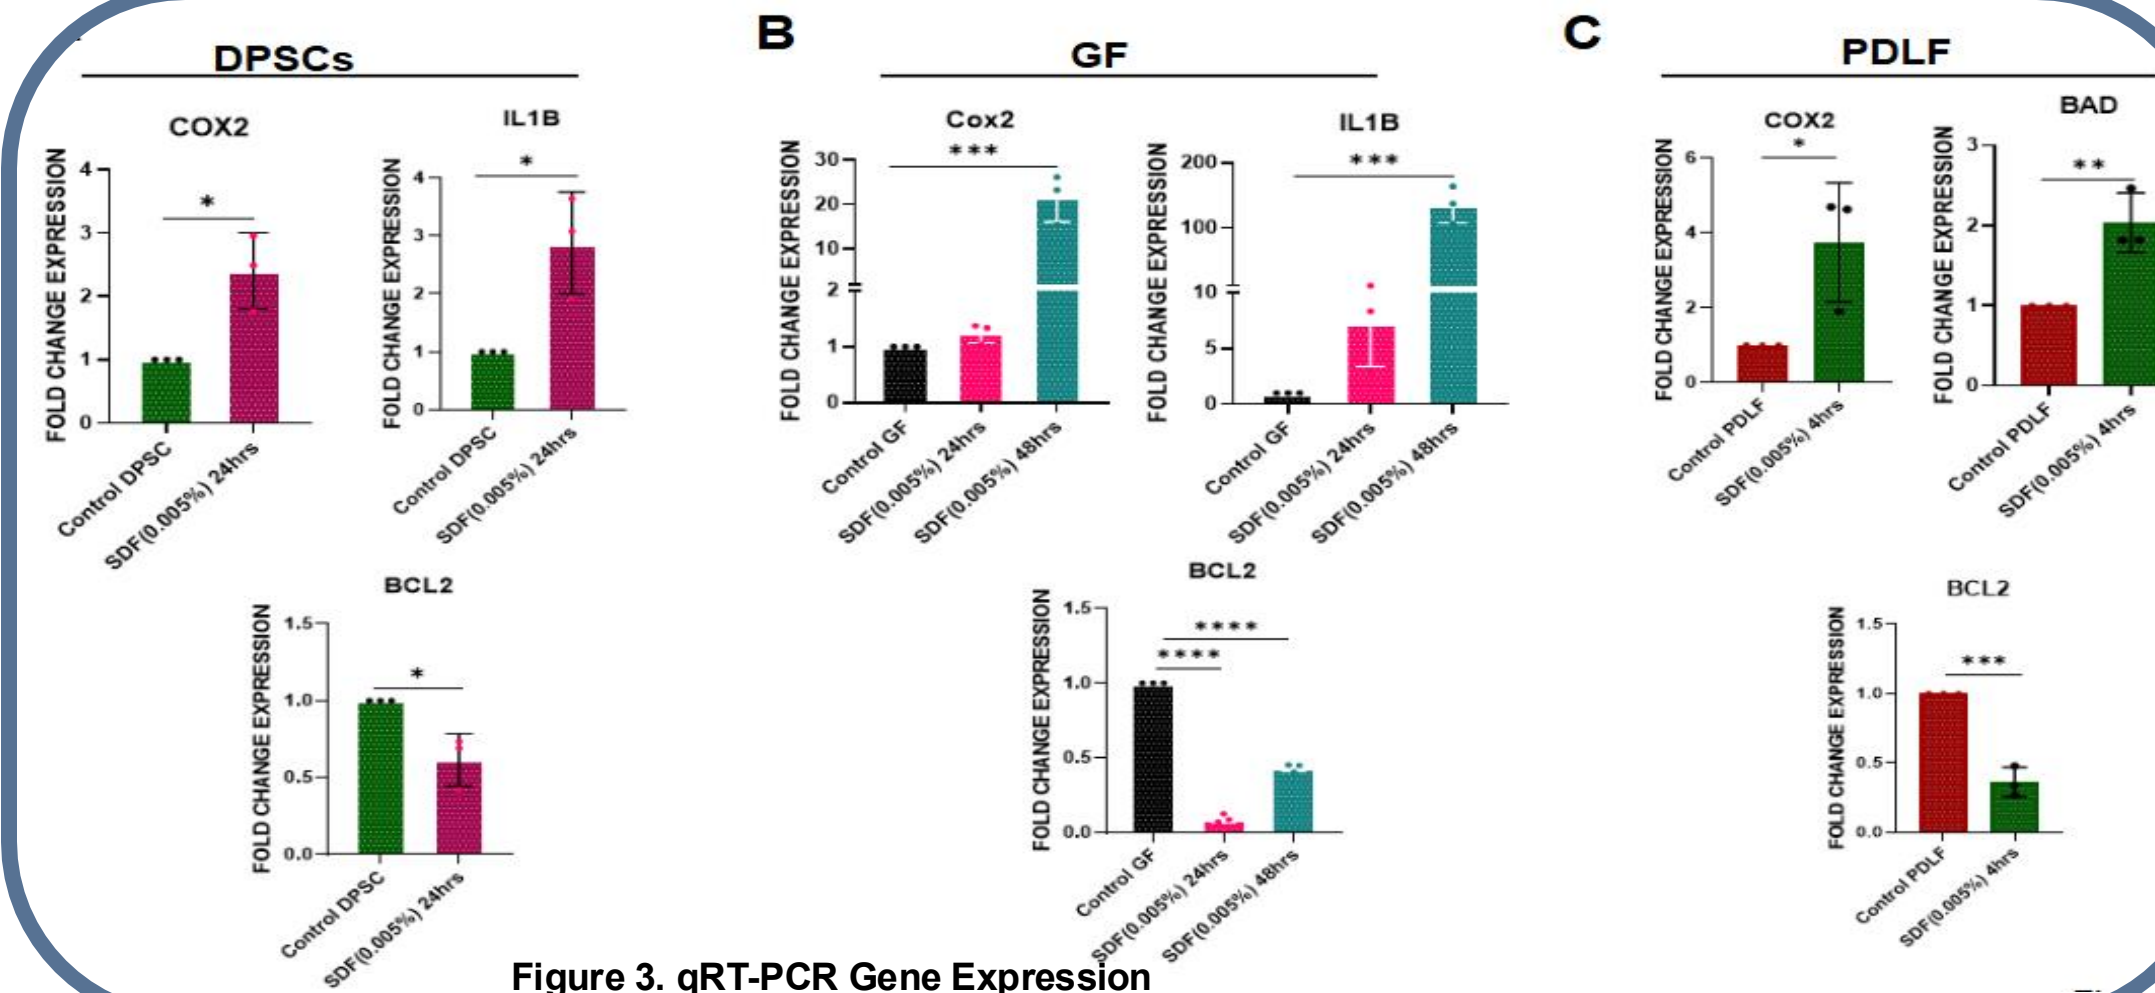 DPSCs
COX2
*
FOLD CHANGE EXPRESSION
4
3
2
1
0
Control DPSC
SDF(0.005%) 24hrs
IL1B
*
FOLD CHANGE EXPRESSION
4
3
2
1
0
Control DPSC
SDF(0.005%) 24hrs
BCL2
*
FOLD CHANGE EXPRESSION
1.5
1.0
0.5
0.0
Control DPSC
SDF(0.005%) 24hrs
B
GF
Cox2
***
FOLD CHANGE EXPRESSION
30
20
10
2
1
0
Control GF
SDF(0.005%) 24hrs
SDF(0.005%) 48hrs
IL1B
***
FOLD CHANGE EXPRESSION
200
100
10
5
0
Control GF
SDF(0.005%) 24hrs
SDF(0.005%) 48hrs
BCL2
****
****
FOLD CHANGE EXPRESSION
1.5
1.0
0.5
0.0
Control GF
SDF(0.005%) 24hrs
SDF(0.005%) 48hrs
C
PDLF
COX2
*
FOLD CHANGE EXPRESSION
6
4
2
0
Control PDLF
SDF(0.005%) 4hrs
BAD
**
FOLD CHANGE EXPRESSION
3
2
1
0
Control PDLF
SDF(0.005%) 4hrs
BCL2
***
FOLD CHANGE EXPRESSION
1.5
1.0
0.5
0.0
Control PDLF
SDF(0.005%) 4hrs
Figure 3. qRT-PCR Gene Expression